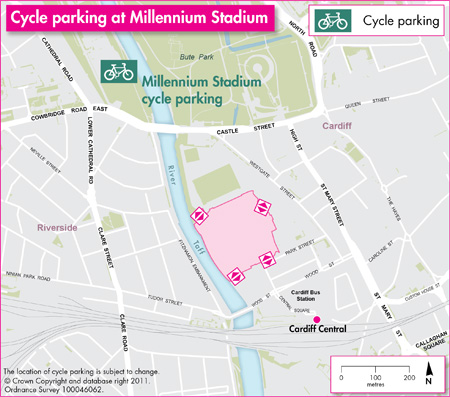 Cycle parking at Millennium Stadium
Cycle parking
Bute Park
NORTH ROAD
CATHEDRAL ROAD
Millennium Stadium
cycle parking
QUEEN STREET
COWBRIDGE ROAD EAST
CASTLE STREET
Cardiff
LOWER CATHEDRAL RD
HIGH ST
NEVILLE STREET
River
Taff
WESTGATE STREET
ST MARY STREET
THE HAYES
Riverside
CLARE STREET
FITZHAMON EMBANKMENT
PARK STREET
CAROLINE ST
NINIAN PARK ROAD
WOOD ST
Cardiff Bus
Station
CUSTOM HOUSE ST
TUDOR STREET
WOOD ST
CENTRAL
SQUARE
ST MARY ST
CLARE ROAD
Cardiff Central
CALLAGHAN
SQUARE
The location of cycle parking is subject to change.
© Crown Copyright and database right 2011.
Ordnance Survey 100046062.
0 100 200
metres
N